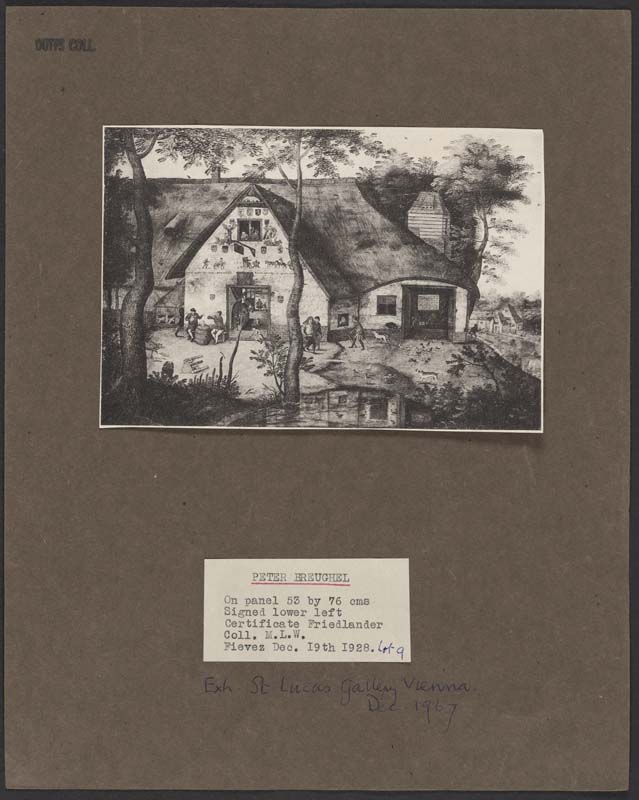 DUITS COLL.
PETER BREUGHEL
On panel 53 by 76 cms
Signed lower left
Certificate Friedlander
Coll. M.L.W.
Fievez Dec. 19th 1928. Lot 9
Exh. St Lucas Gallery Vienna.
Dec 1967